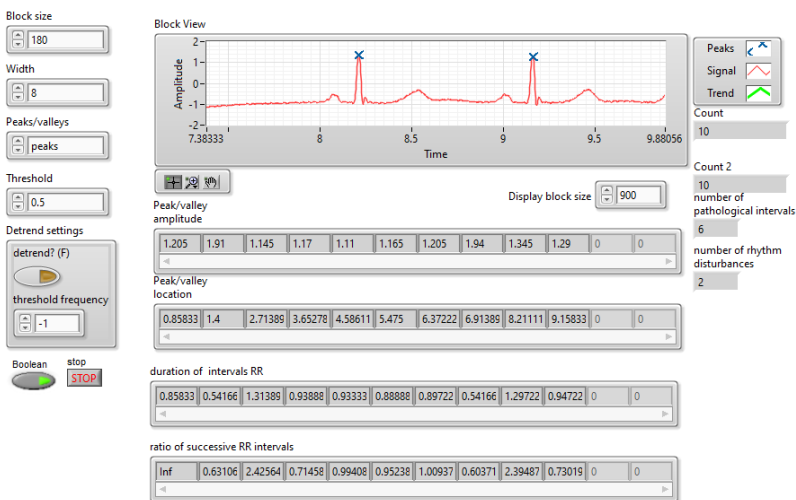 Block size
180
Width
8
Peaks/valleys
peaks
Threshold
0.5
Detrend settings
detrend? (F)
threshold frequency
-1
Boolean
stop
STOP
Block View
Amplitude
2
1
0
-1
-2
7.38333 8 8.5 9 9.5 9.88056
Time
Peaks
Signal
Trend
Display block size 900
Count
10
Count 2
10
number of
pathological intervals
6
number of rhythm
disturbances
2
Peak/valley
amplitude
1.205 1.91 1.145 1.17 1.11 1.165 1.205 1.94 1.345 1.29 0 0
Peak/valley
location
0.85833 1.4 2.71389 3.65278 4.58611 5.475 6.37222 6.91389 8.21111 9.15833 0 0
duration of intervals RR
0.85833 0.54166 1.31389 0.93888 0.93333 0.88888 0.89722 0.54166 1.29722 0.94722 0 0
ratio of successive RR intervals
Inf 0.63106 2.42564 0.71458 0.99408 0.95238 1.00937 0.60371 2.39487 0.73019 0 0